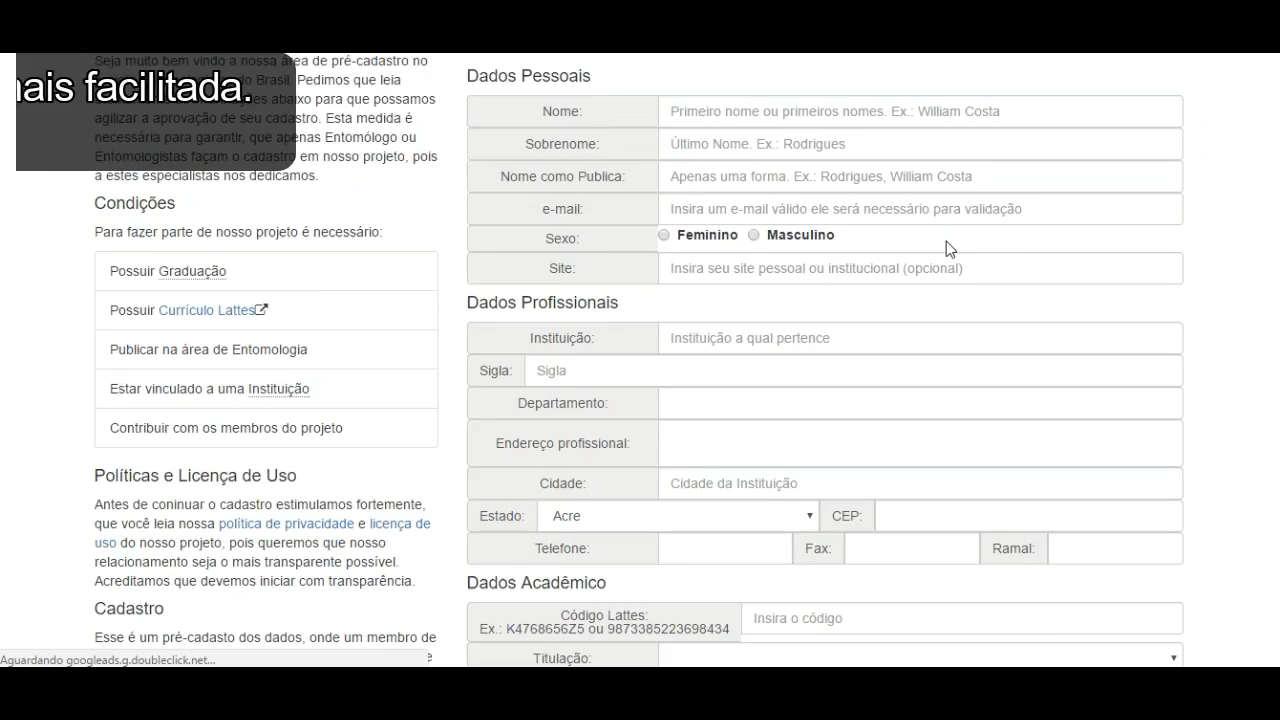 ais facilitada.
Seja muito bem vindo a nossa área de pré-cadastro no
do Brasil. Pedimos que leia
ções abaixo para que possamos
agilizar a aprovação de seu cadastro. Esta medida é
necessária para garantir, que apenas Entomólogo ou
Entomologistas façam o cadastro em nosso projeto, pois
a estes especialistas nos dedicamos.
Condições
Para fazer parte de nosso projeto é necessário:
Possuir Graduação
Possuir Currículo Lattes
Publicar na área de Entomologia
Estar vinculado a uma Instituição
Contribuir com os membros do projeto
Políticas e Licença de Uso
Antes de coninuar o cadastro estimulamos fortemente,
que você leia nossa política de privacidade e licença de
uso do nosso projeto, pois queremos que nosso
relacionamento seja o mais transparente possível.
Acreditamos que devemos iniciar com transparência.
Cadastro
Esse é um pré-cadasto dos dados, onde um membro de
Aguardando googleads.g.doubleclick.net...
Dados Pessoais
Nome: Primeiro nome ou primeiros nomes. Ex.: William Costa
Sobrenome: Último Nome. Ex.: Rodrigues
Nome como Publica: Apenas uma forma. Ex.: Rodrigues, William Costa
e-mail: Insira um e-mail válido ele será necessário para validação
Sexo: Feminino Masculino
Site: Insira seu site pessoal ou institucional (opcional)
Dados Profissionais
Instituição: Instituição a qual pertence
Sigla: Sigla
Departamento:
Endereço profissional:
Cidade: Cidade da Instituição
Estado: Acre CEP:
Telefone: Fax: Ramal:
Dados Acadêmico
Código Lattes: Insira o código
Ex.: K4768656Z5 ou 9873385223698434
Titulação: